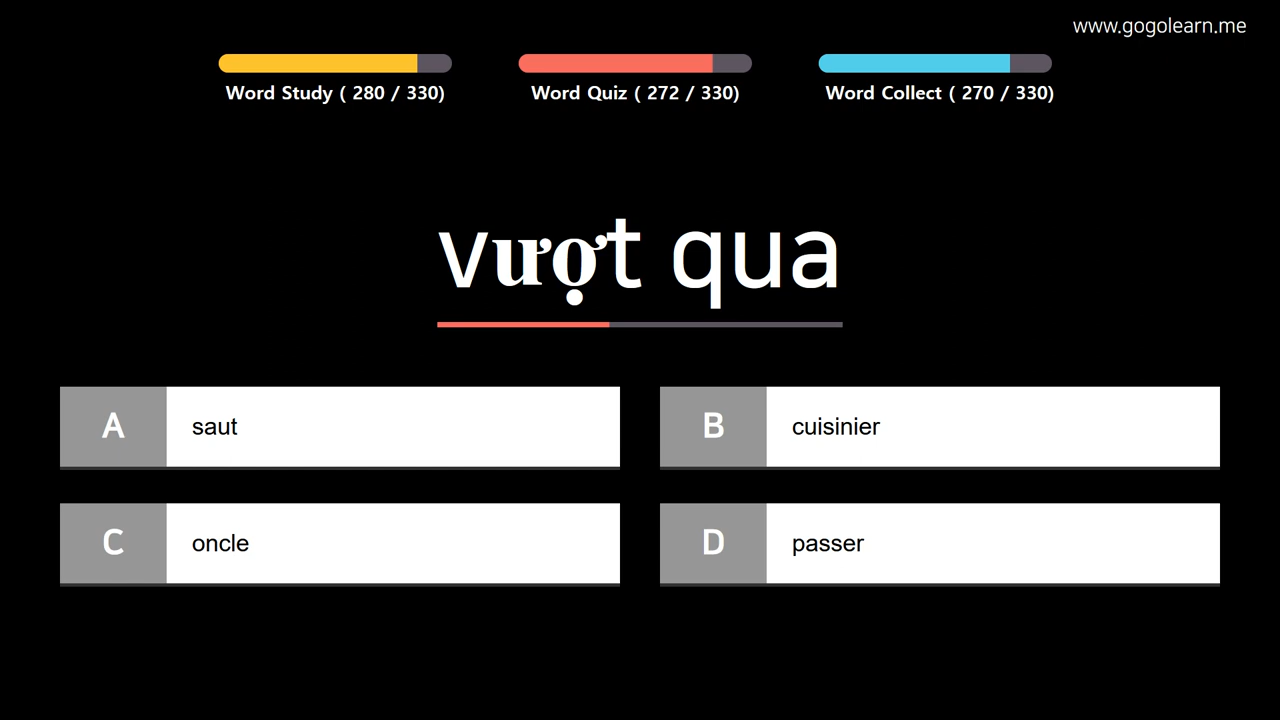 www.gogolearn.me
Word Study ( 280 / 330)
Word Quiz ( 272 / 330)
Word Collect ( 270 / 330)
vượt qua
A saut
B cuisinier
C oncle
D passer